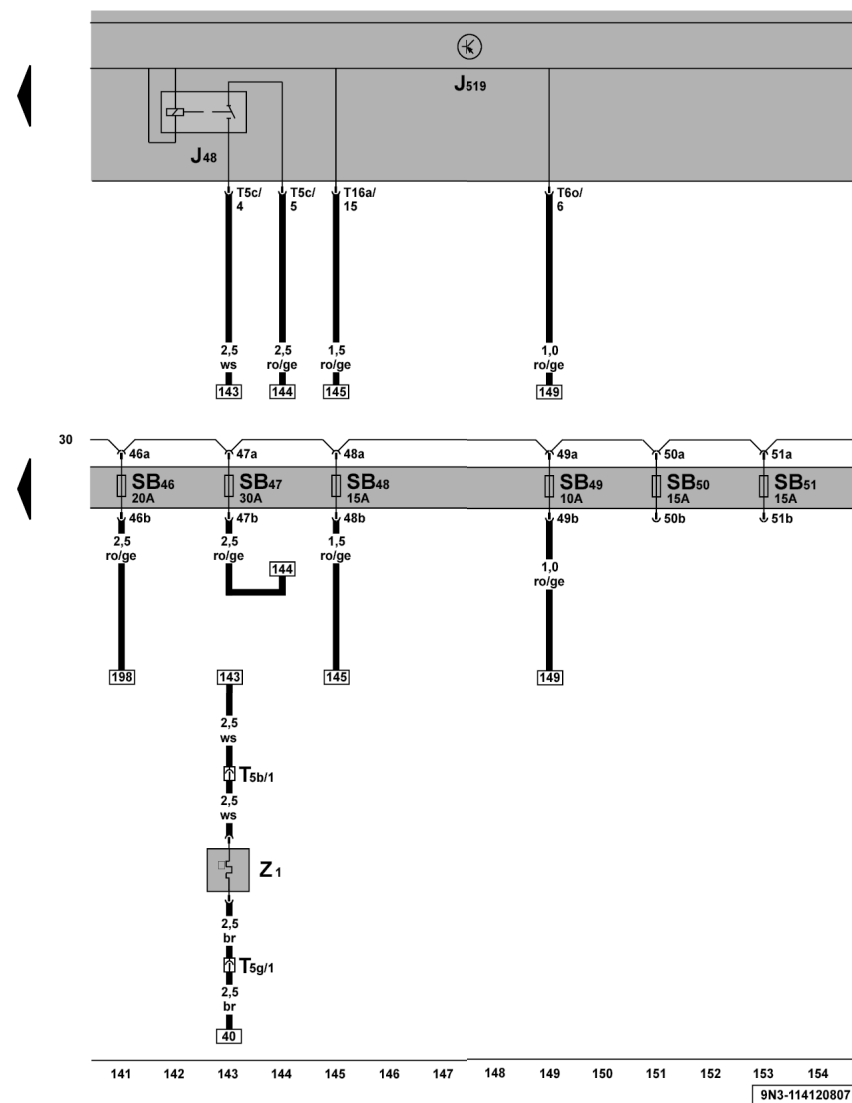 J519
J48
T5c/ T5c/ T16a/ T6o/
4 5 15 6
2,5 2,5 1,5 1,0
ws ro/ge ro/ge ro/ge
143 144 145 149
30
46a 47a 48a 49a 50a 51a
SB46 SB47 SB48 SB49 SB50 SB51
20A 30A 15A 10A 15A 15A
46b 47b 48b 49b 50b 51b
2,5 2,5 1,5
ro/ge ro/ge ro/ge
144
1,0
ro/ge
198 143 145 149
2,5
ws
T5b/1
2,5
ws
Z1
2,5
br
T5g/1
2,5
br
40
141 142 143 144 145 146 147 148 149 150 151 152 153 154
9N3-114120807